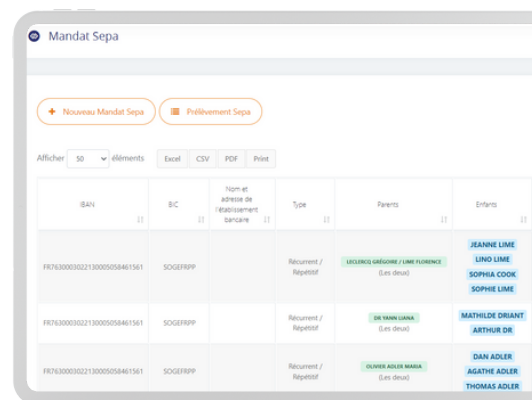 Mandat Sepa
+ Nouveau Mandat Sepa
Prélèvement Sepa
Afficher 50 éléments
Excel CSV PDF Print
IBAN BIC Nom et adresse de l'établissement bancaire Type Parents Enfants
FR7630003022130005058461561 SOGEFRPP Récurrent / Répétitif LECLERCQ GRÉGOIRE / LIME FLORENCE (Les deux) JEANNE LIME
LINO LIME
SOPHIA COOK
SOPHIE LIME
FR7630003022130005058461561 SOGEFRPP Récurrent / Répétitif DR YANN LIANA (Les deux) MATHILDE DRIANT
ARTHUR DR
FR7630003022130005058461561 SOGEFRPP Récurrent / Répétitif OLIVIER ADLER MARIA (Les deux) DAN ADLER
AGATHE ADLER
THOMAS ADLER